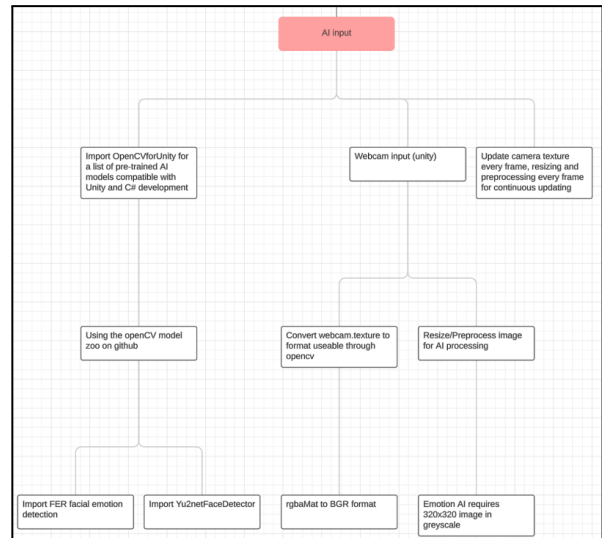 AI input
Import OpenCVforUnity for
a list of pre-trained AI
models compatible with
Unity and C# development
Webcam input (unity)
Update camera texture
every frame, resizing and
preprocessing every frame
for continuous updating
Using the openCV model
zoo on github
Convert webcam.texture to
format useable through
opencv
Resize/Preprocess image
for AI processing
Import FER facial emotion
detection
Import Yu2netFaceDetector
rgbaMat to BGR format
Emotion AI requires
320x320 image in
greyscale